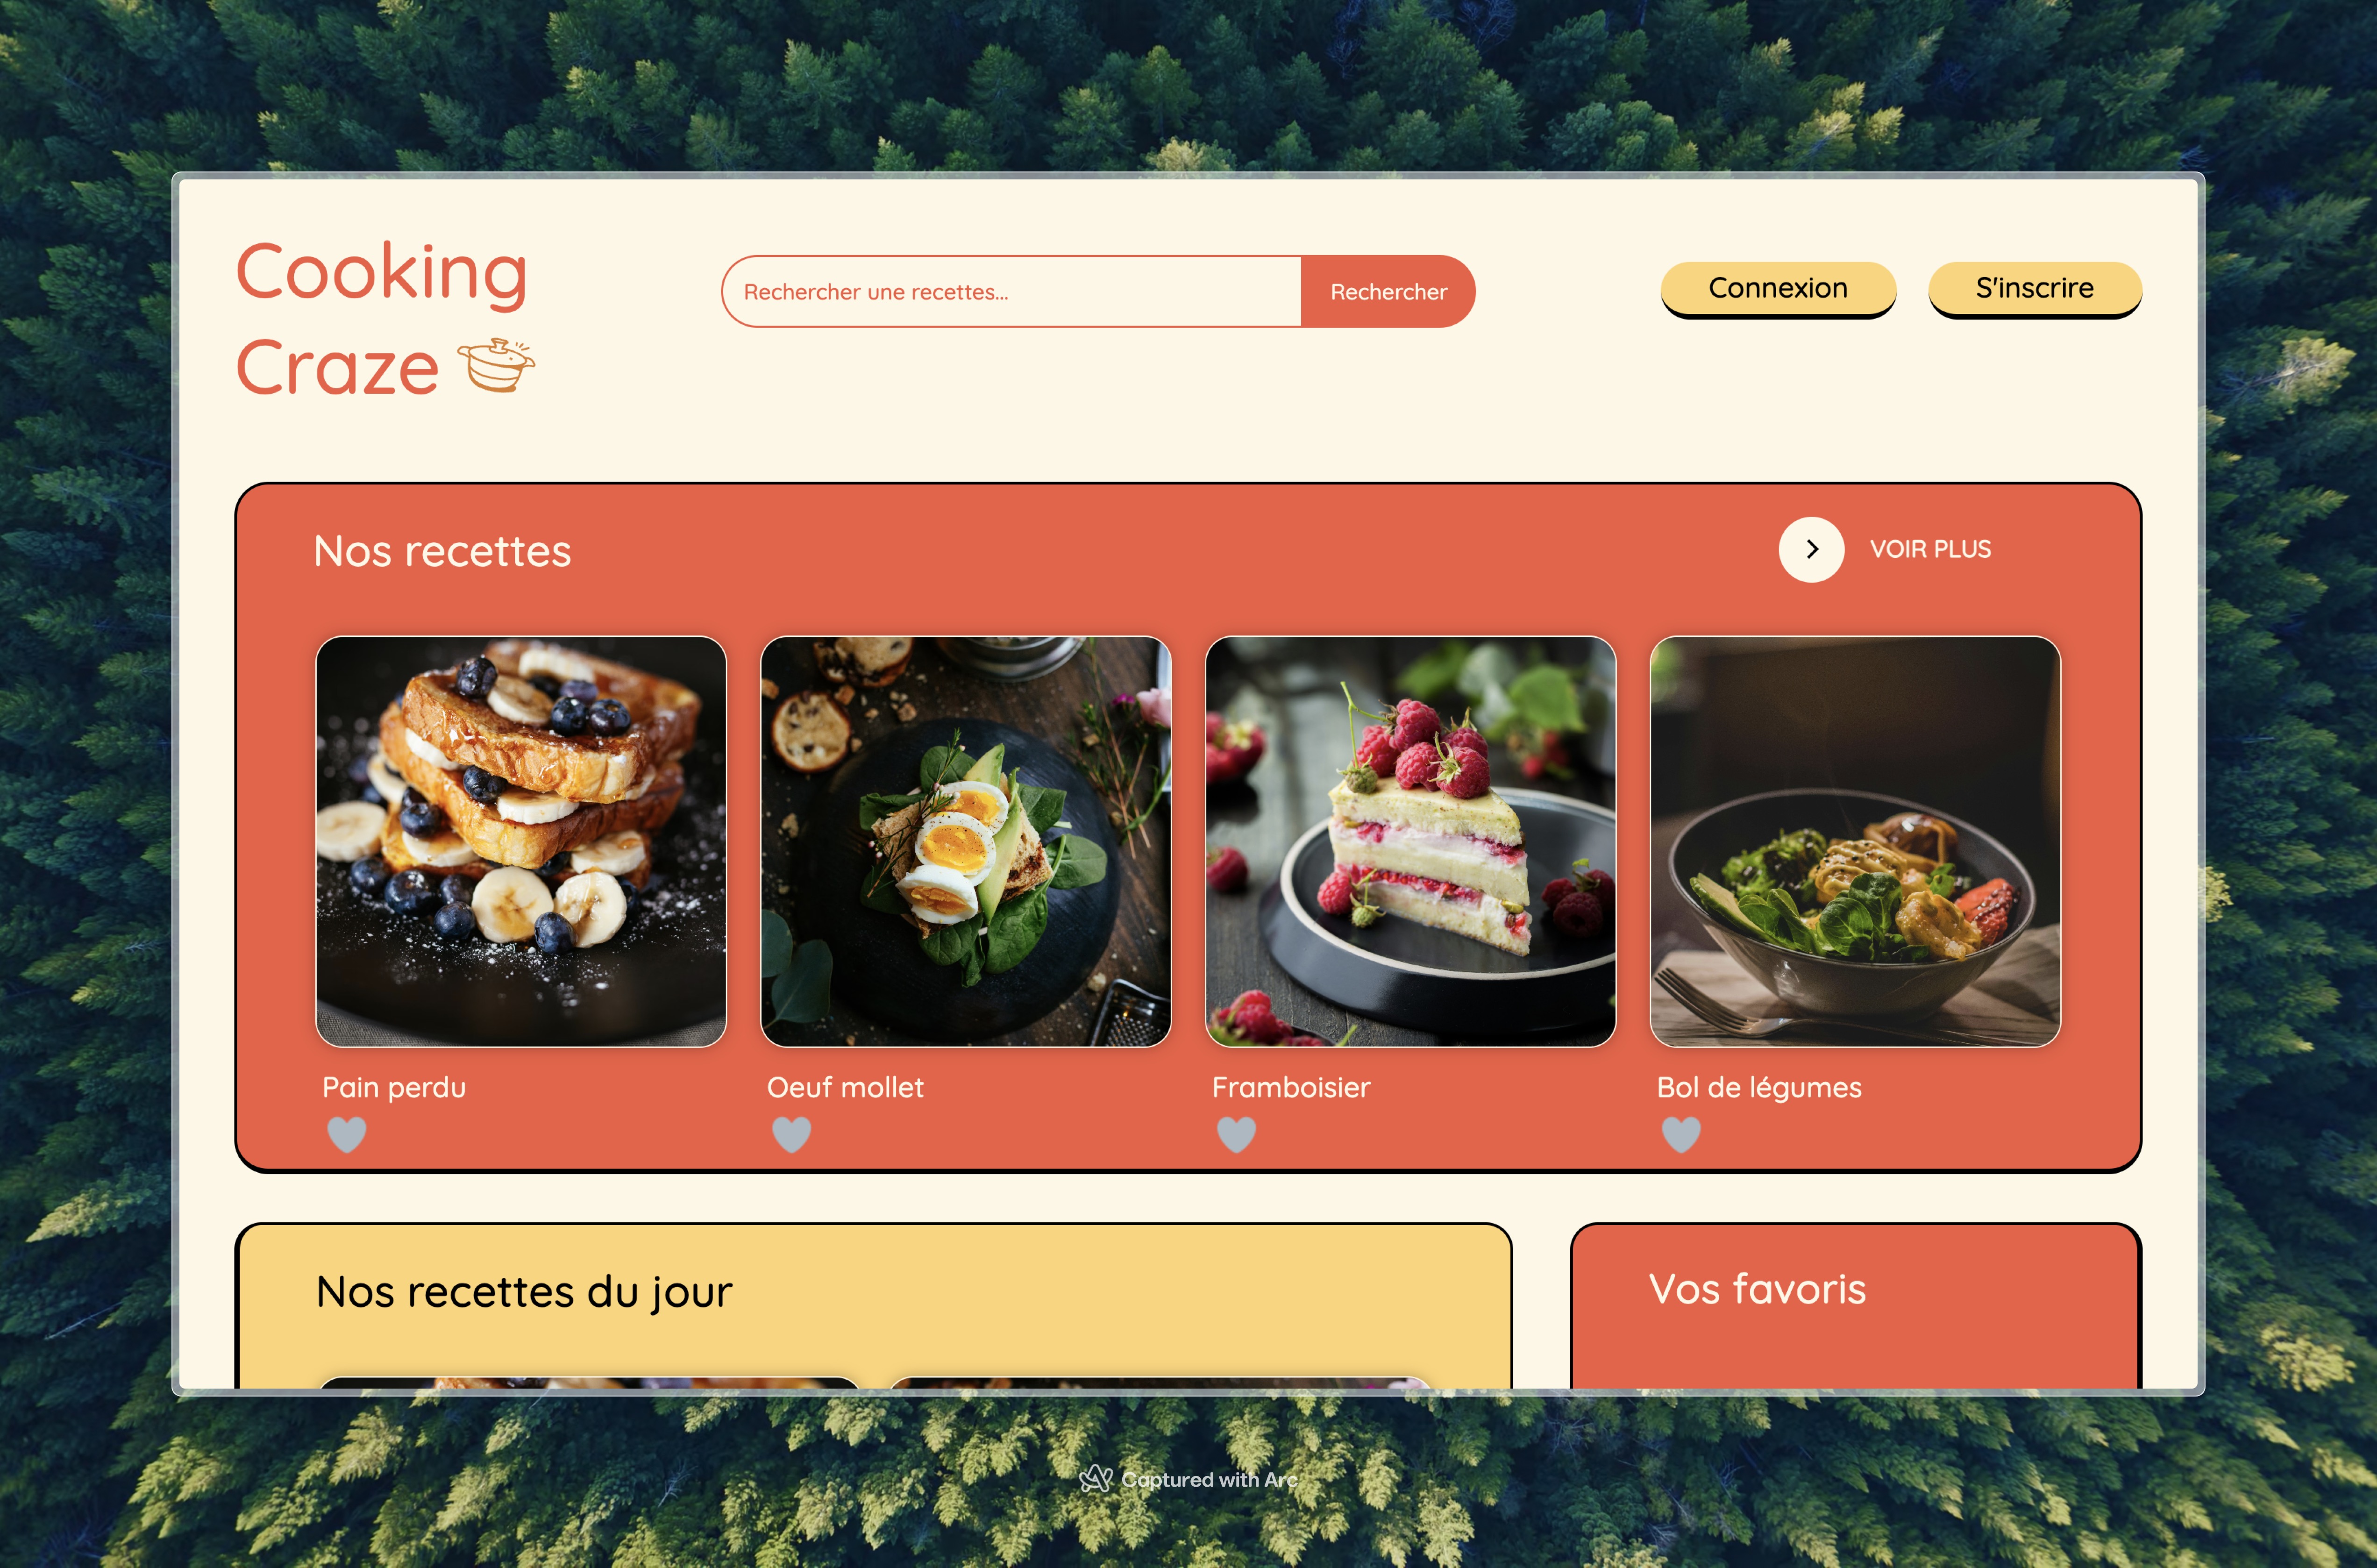 Cooking
Craze
Rechercher une recettes...
Rechercher
Connexion
S'inscrire
Nos recettes
VOIR PLUS
Pain perdu
Oeuf mollet
Framboisier
Bol de légumes
Nos recettes du jour
Vos favoris
Captured with Arc